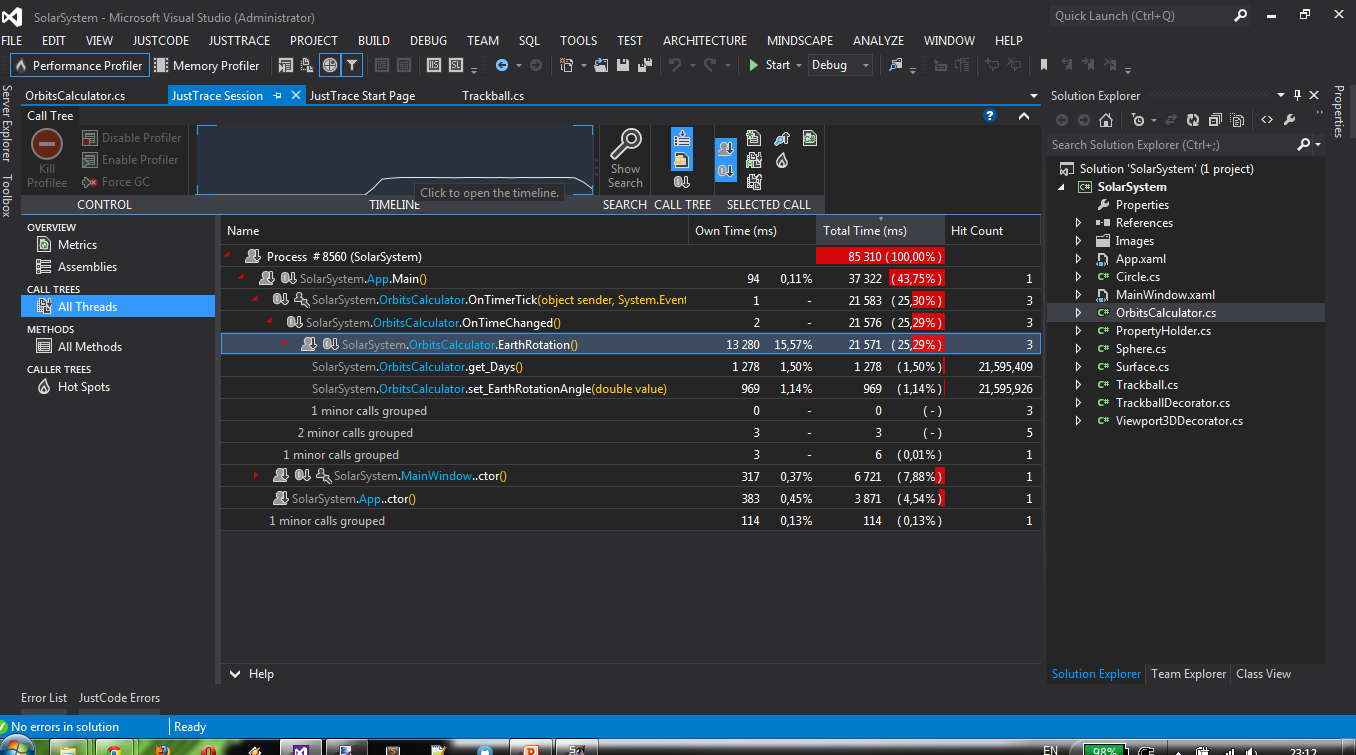 SolarSystem - Microsoft Visual Studio (Administrator)
Quick Launch (Ctrl+Q)
FILE EDIT VIEW JUSTCODE JUSTTRACE PROJECT BUILD DEBUG TEAM SQL TOOLS TEST ARCHITECTURE MINDSCAPE ANALYZE WINDOW HELP
Performance Profiler Memory Profiler Start Debug
Server Explorer
Toolbox
OrbitsCalculator.cs JustTrace Session JustTrace Start Page Trackball.cs
Call Tree
Kill Profilee
Disable Profiler
Enable Profiler
Force GC
CONTROL
Click to open the timeline.
TIMELINE
Show Search
SEARCH CALL TREE SELECTED CALL
OVERVIEW
Metrics
Assemblies
CALL TREES
All Threads
METHODS
All Methods
CALLER TREES
Hot Spots
Name Own Time (ms) Total Time (ms) Hit Count
Process # 8560 (SolarSystem) 85 310 (100,00% )
SolarSystem.App.Main() 94 0,11% 37 322 ( 43,75%) 1
SolarSystem.OrbitsCalculator.OnTimerTick(object sender, System.Event 1 - 21 583 ( 25,30% ) 3
SolarSystem.OrbitsCalculator.OnTimeChanged() 2 - 21 576 ( 25,29% ) 3
SolarSystem.OrbitsCalculator.EarthRotation() 13 280 15,57% 21 571 ( 25,29% ) 3
SolarSystem.OrbitsCalculator.get_Days() 1 278 1,50% 1 278 (1,50% ) 21,595,409
SolarSystem.OrbitsCalculator.set_EarthRotationAngle(double value) 969 1,14% 969 (1,14% ) 21,595,926
1 minor calls grouped 0 - 0 ( - ) 3
2 minor calls grouped 3 - 3 ( - ) 5
1 minor calls grouped 3 - 6 ( 0,01% ) 1
SolarSystem.MainWindow..ctor() 317 0,37% 6 721 ( 7,88% ) 1
SolarSystem.App..ctor() 383 0,45% 3 871 ( 4,54% ) 1
1 minor calls grouped 114 0,13% 114 ( 0,13% ) 1
Help
Solution Explorer
Search Solution Explorer (Ctrl+;)
Solution 'SolarSystem' (1 project)
SolarSystem
Properties
References
Images
App.xaml
Circle.cs
MainWindow.xaml
OrbitsCalculator.cs
PropertyHolder.cs
Sphere.cs
Surface.cs
Trackball.cs
TrackballDecorator.cs
Viewport3DDecorator.cs
Solution Explorer Team Explorer Class View
Properties
Error List JustCode Errors
No errors in solution Ready
EN 98% 23:12